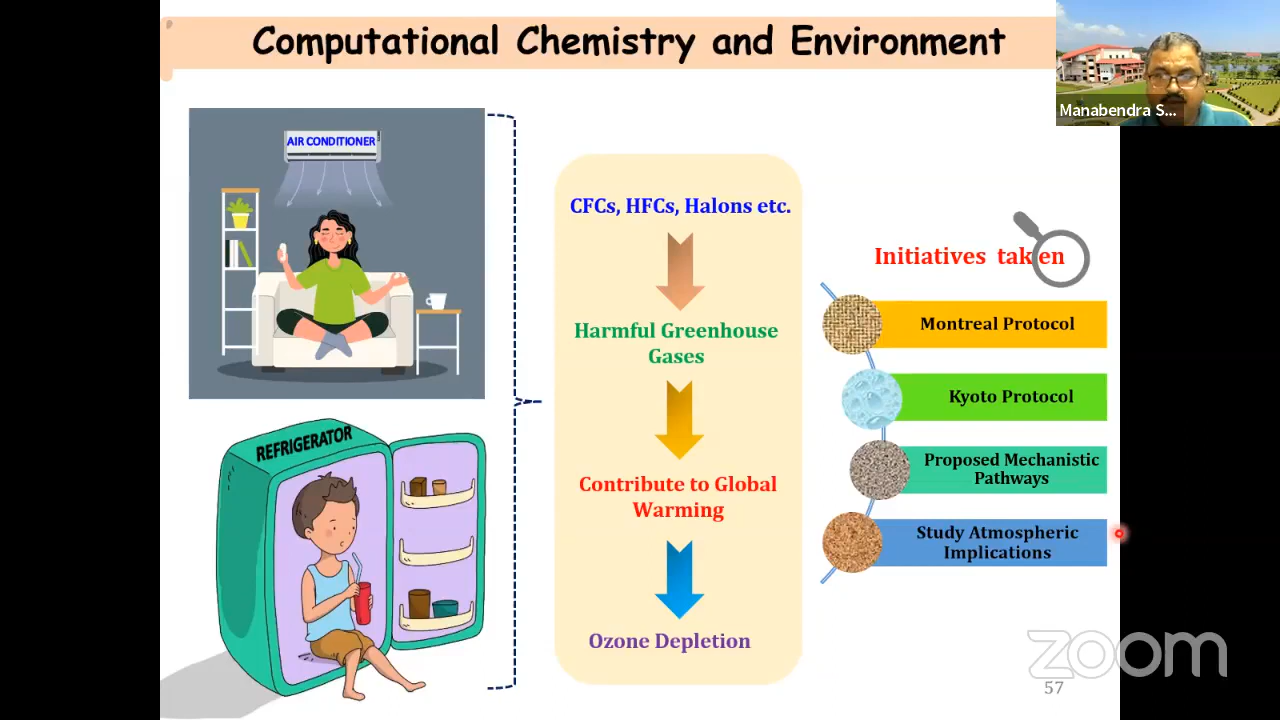 Computational Chemistry and Environment
Manabendra S...
AIR CONDITIONER
REFRIGERATOR
CFCs, HFCs, Halons etc.
Harmful Greenhouse
Gases
Contribute to Global
Warming
Ozone Depletion
Initiatives taken
Montreal Protocol
Kyoto Protocol
Proposed Mechanistic
Pathways
Study Atmospheric
Implications
zoom
57